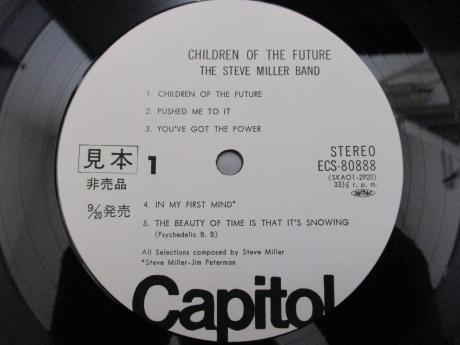 CHILDREN OF THE FUTURE
THE STEVE MILLER BAND
1. CHILDREN OF THE FUTURE
2. PUSHED ME TO IT
3. YOU'VE GOT THE POWER
見本 1
非売品
9/20発売
STEREO
ECS-80888
(SKAO1-2920)
33⅓ r. p. m.
4. IN MY FIRST MIND*
5. THE BEAUTY OF TIME IS THAT IT'S SNOWING
(Psychedelic B. B)
All Selections composed by Steve Miller
*Steve Miller-Jim Peterman
Capitol